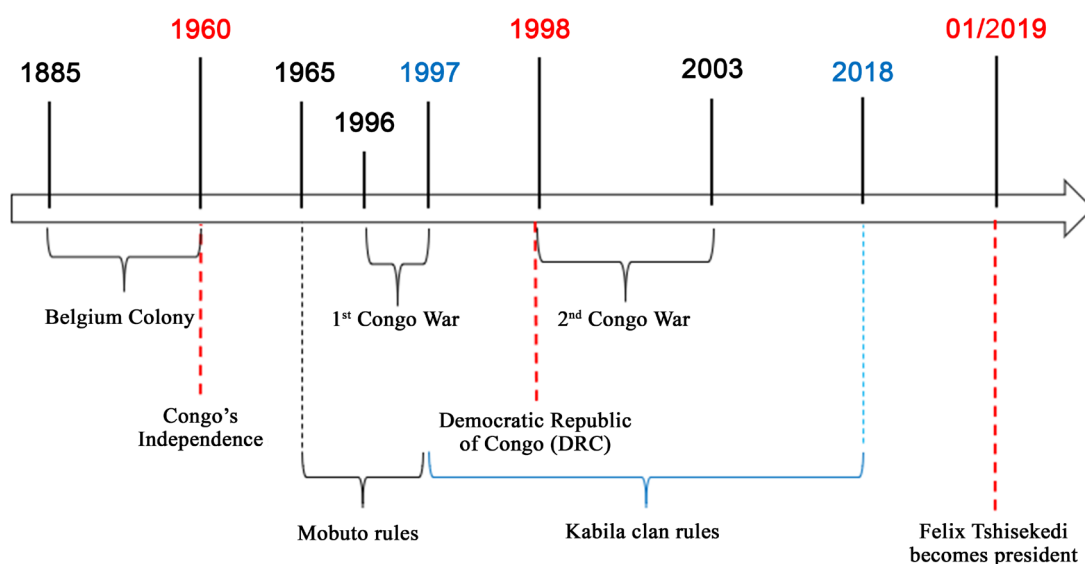 1960
1998
01/2019
1885
1965
1997
2003
2018
1996
Belgium Colony
1st Congo War
2nd Congo War
Congo's
Independence
Democratic Republic
of Congo (DRC)
Mobuto rules
Kabila clan rules
Felix Tshisekedi
becomes president